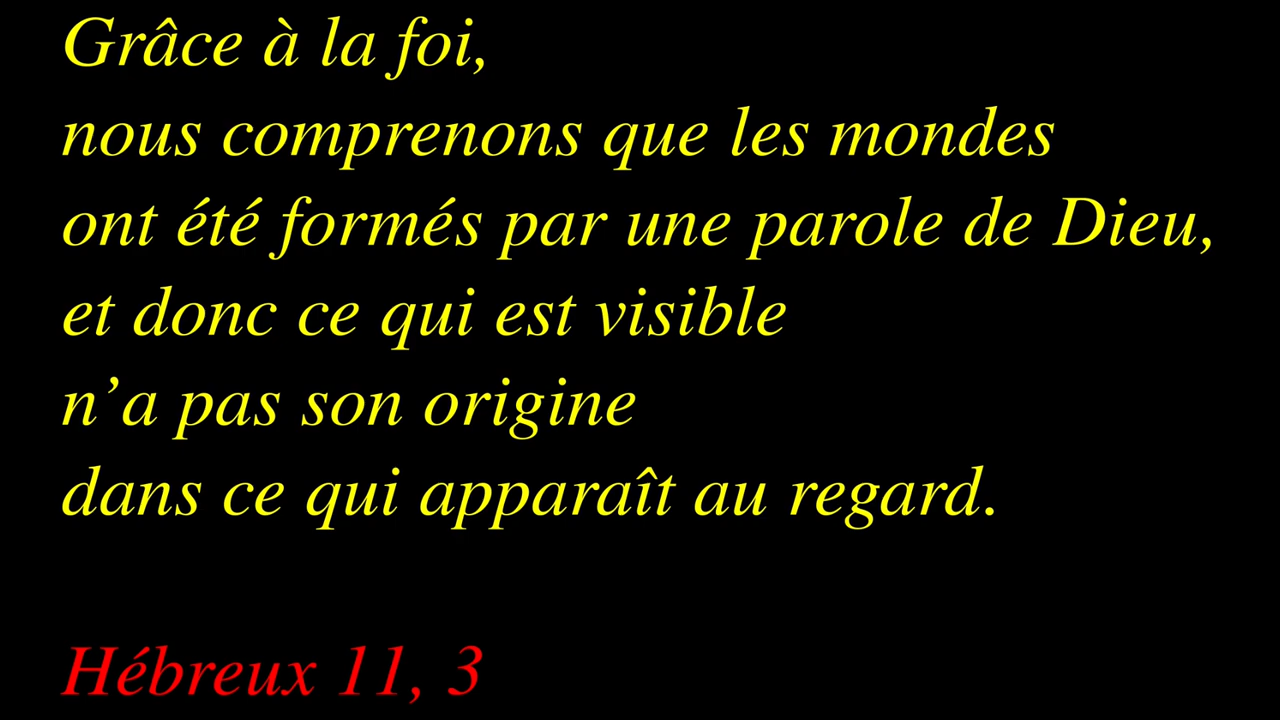 Grâce à la foi,
nous comprenons que les mondes
ont été formés par une parole de Dieu,
et donc ce qui est visible
n’a pas son origine
dans ce qui apparaît au regard.
Hébreux 11, 3